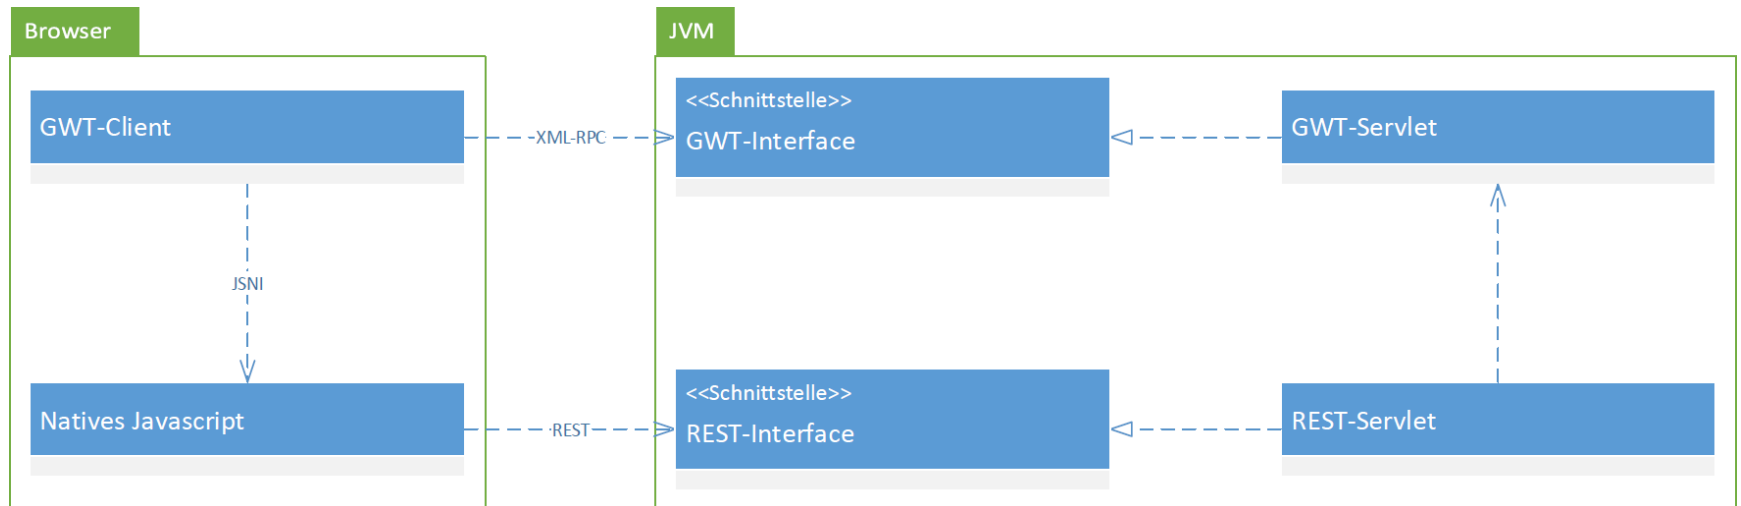 Browser
JVM
GWT-Client
XML-RPC
<<Schnittstelle>>
GWT-Interface
GWT-Servlet
JSNI
Natives Javascript
REST
<<Schnittstelle>>
REST-Interface
REST-Servlet